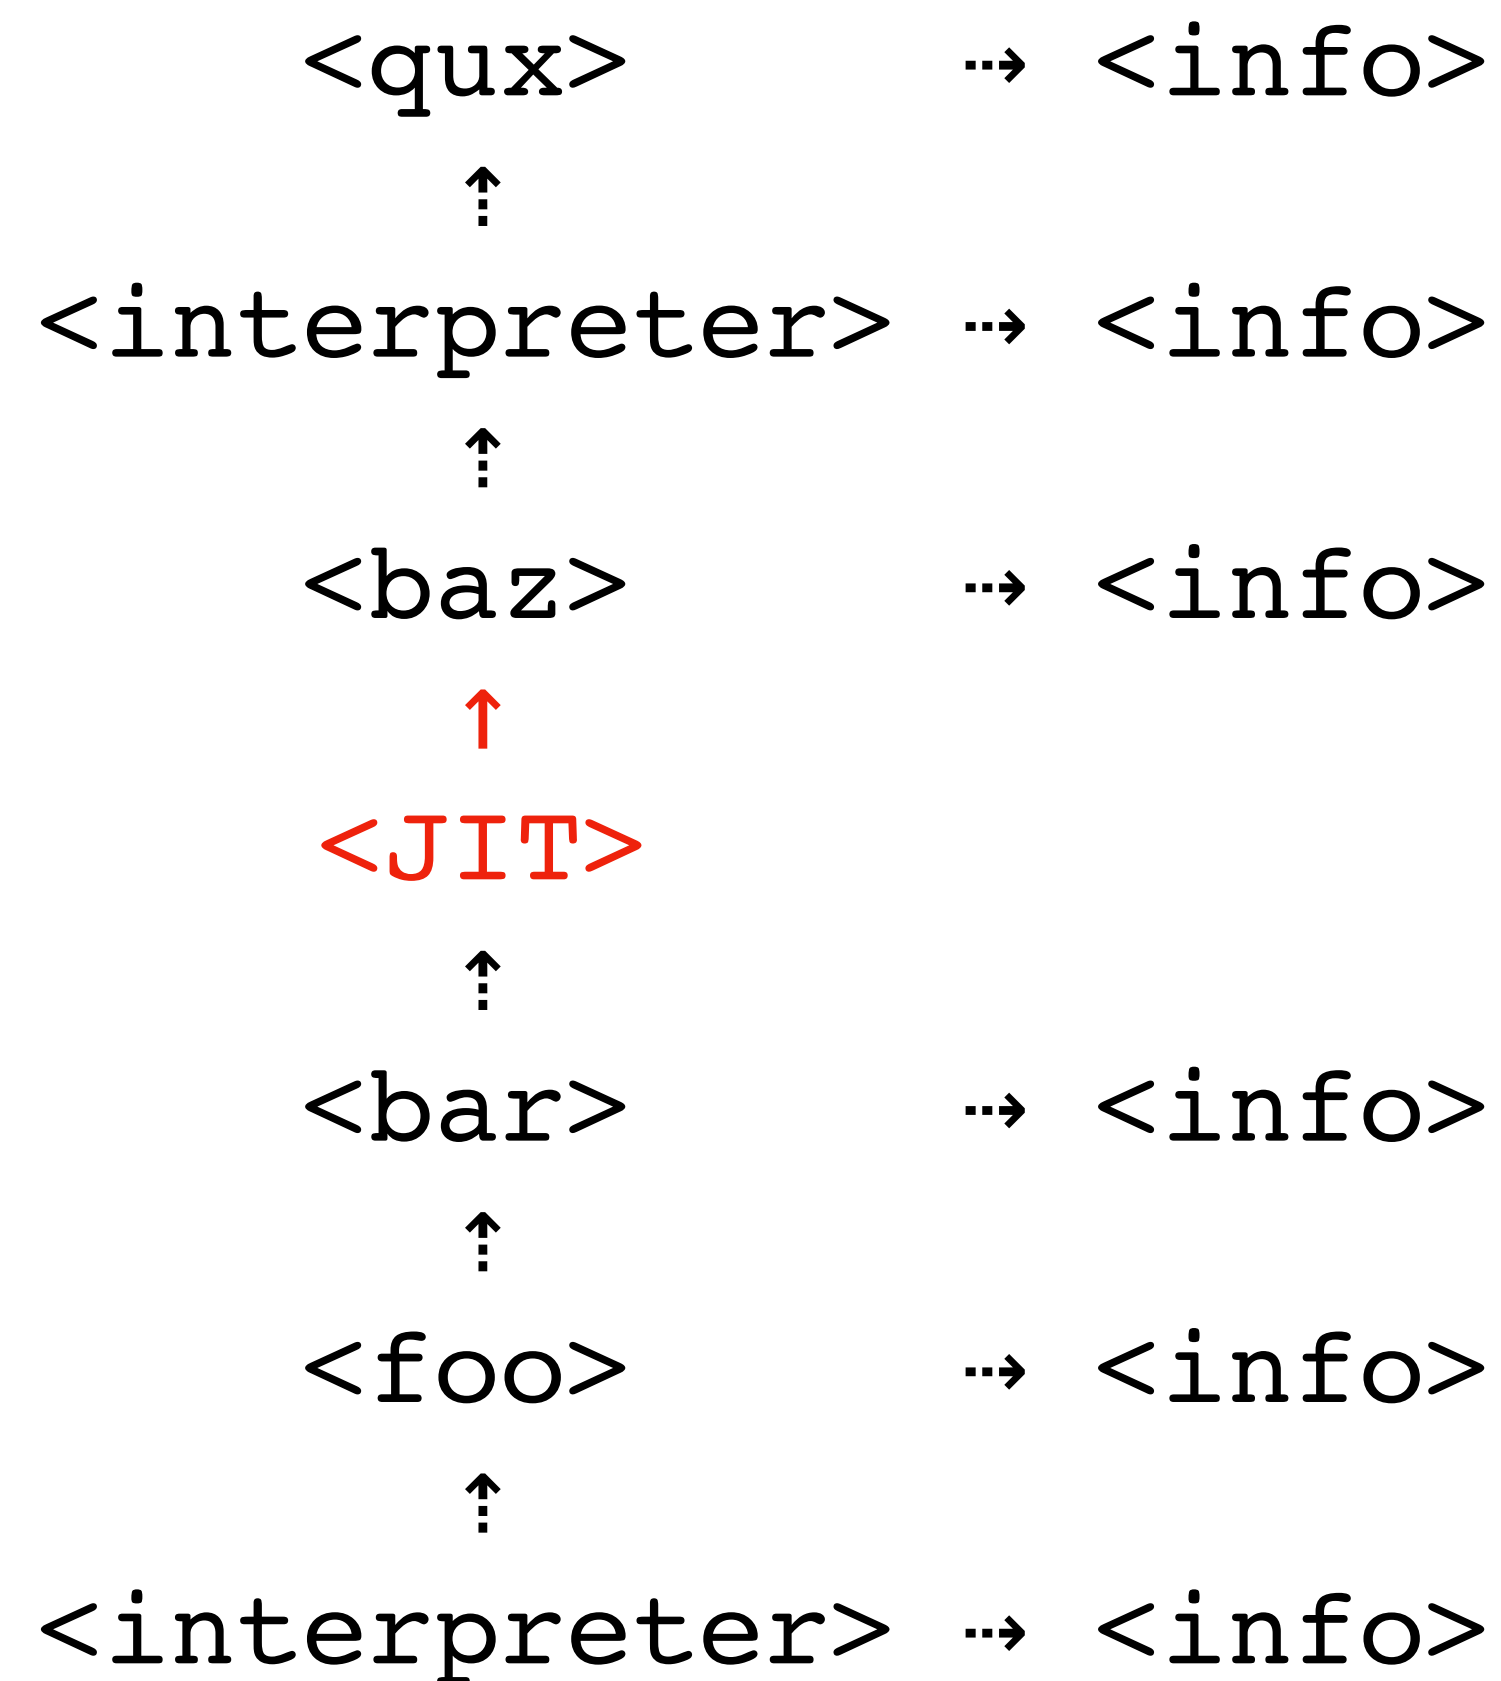 <qux> ⇢ <info>
⇡
<interpreter> ⇢ <info>
⇡
<baz> ⇢ <info>
↑
<JIT>
⇡
<bar> ⇢ <info>
⇡
<foo> ⇢ <info>
⇡
<interpreter> ⇢ <info>